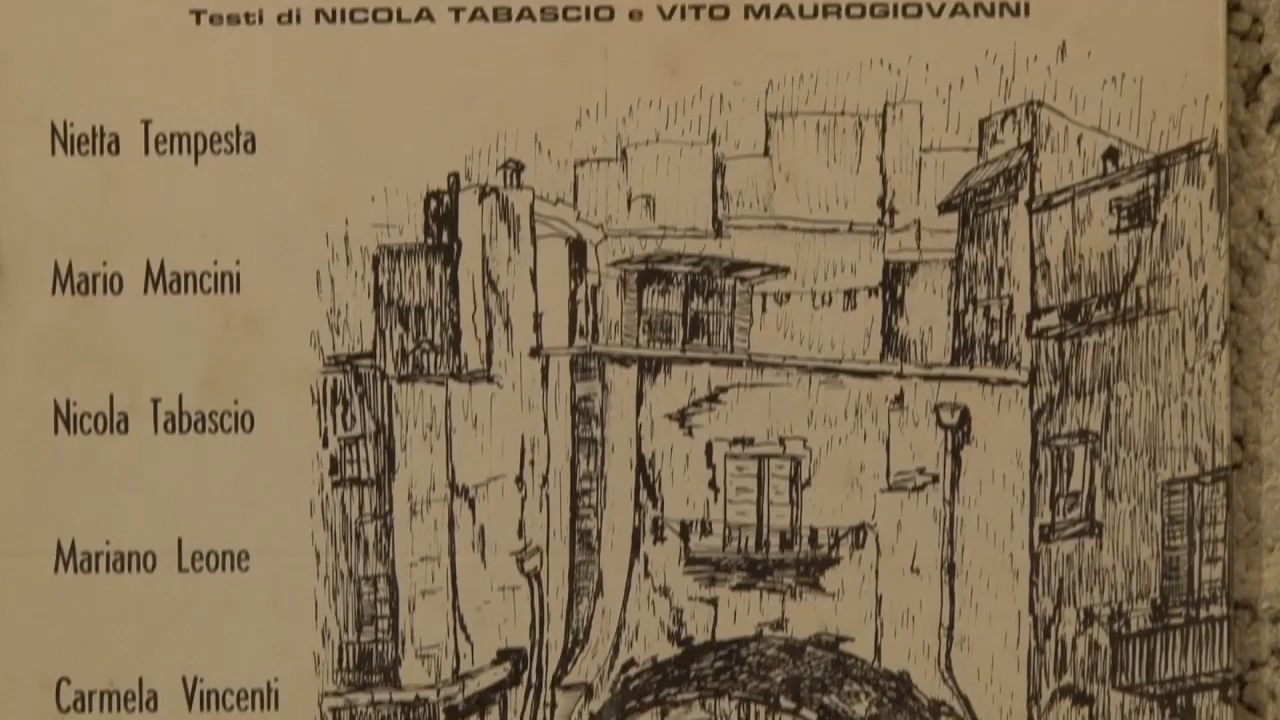 Testi di NICOLA TABASCIO e VITO MAUROGIOVANNI
Nietta Tempesta
Mario Mancini
Nicola Tabascio
Mariano Leone
Carmela Vincenti